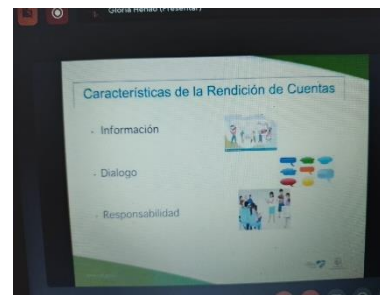 Gloria Henao (Presentar)
Características de la Rendición de Cuentas
Información
Dialogo
Responsabilidad